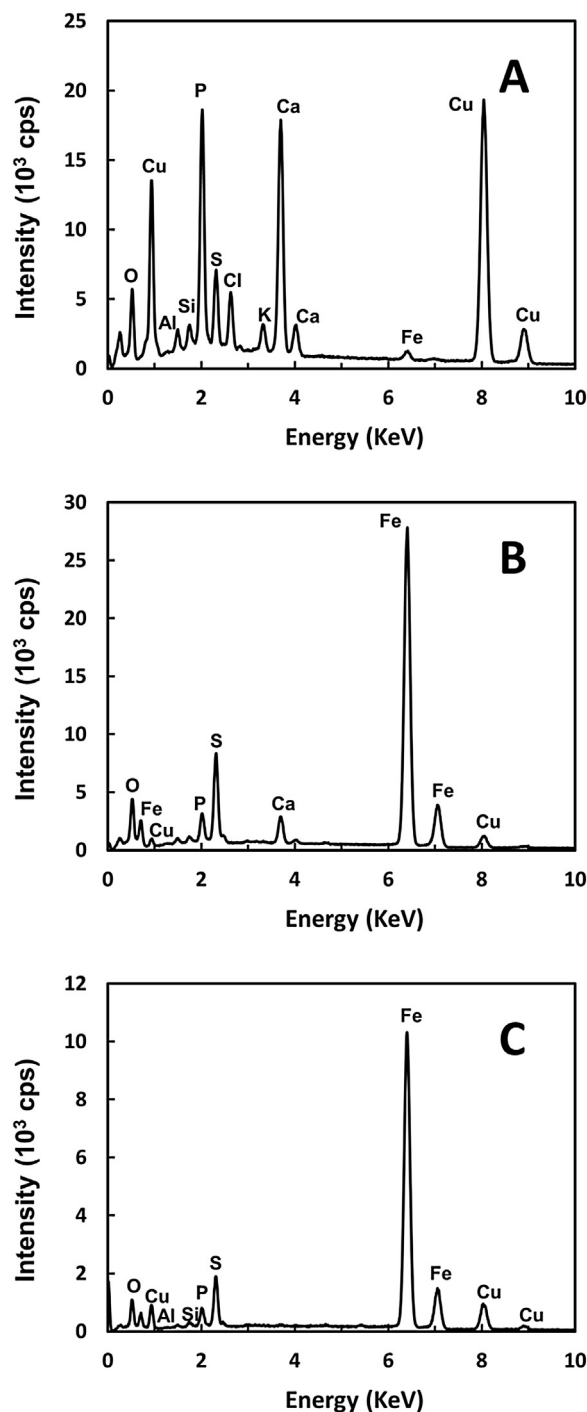 A
Intensity (10³ cps)
25
20
15
10
5
0
O
Cu
Al
Si
P
S
Cl
K
Ca
Ca
Fe
Cu
Cu
0 2 4 6 8 10
Energy (KeV)
B
Intensity (10³ cps)
30
25
20
15
10
5
0
O
Fe
Cu
P
S
Ca
Fe
Fe
Cu
0 2 4 6 8 10
Energy (KeV)
C
Intensity (10³ cps)
12
10
8
6
4
2
0
O
Cu
Al
Si
P
S
Fe
Fe
Cu
Cu
0 2 4 6 8 10
Energy (KeV)